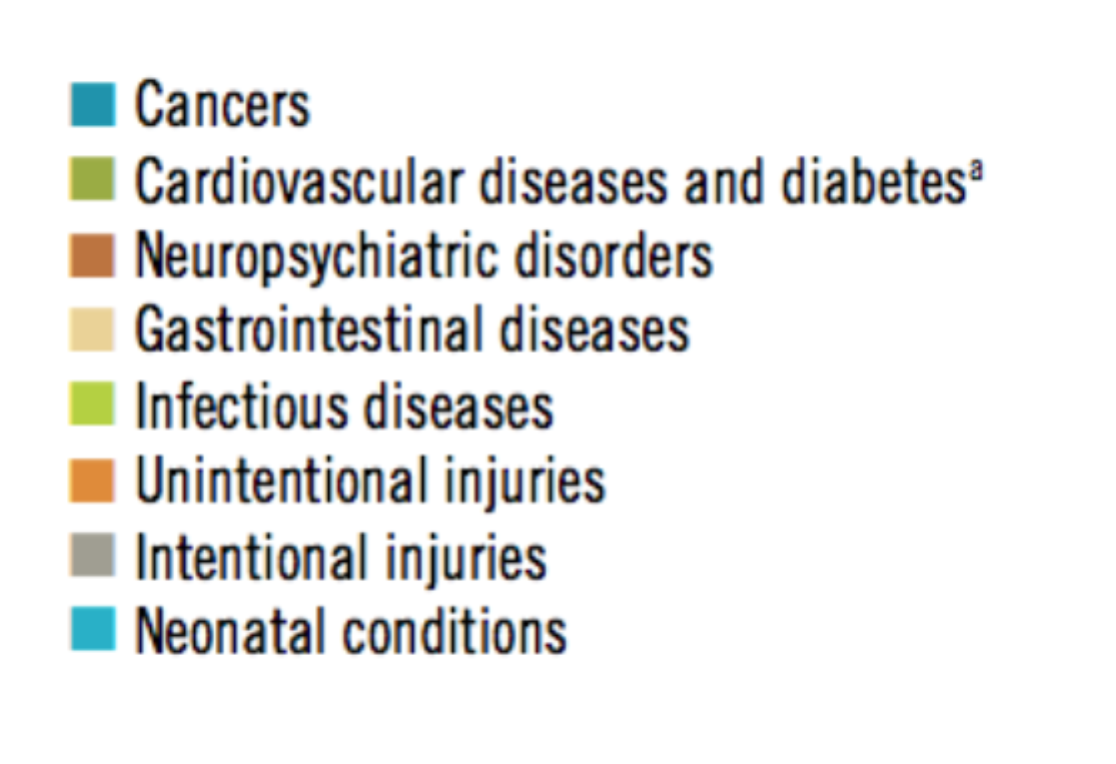 Cancers
Cardiovascular diseases and diabetesª
Neuropsychiatric disorders
Gastrointestinal diseases
Infectious diseases
Unintentional injuries
Intentional injuries
Neonatal conditions